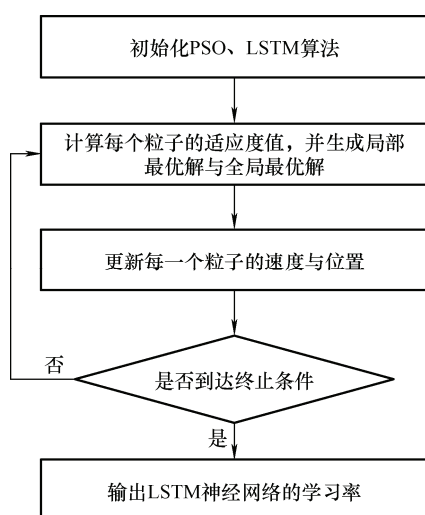 初始化PSO、LSTM算法
计算每个粒子的适应度值，并生成局部
最优解与全局最优解
更新每一个粒子的速度与位置
否
是否到达终止条件
是
输出LSTM神经网络的学习率